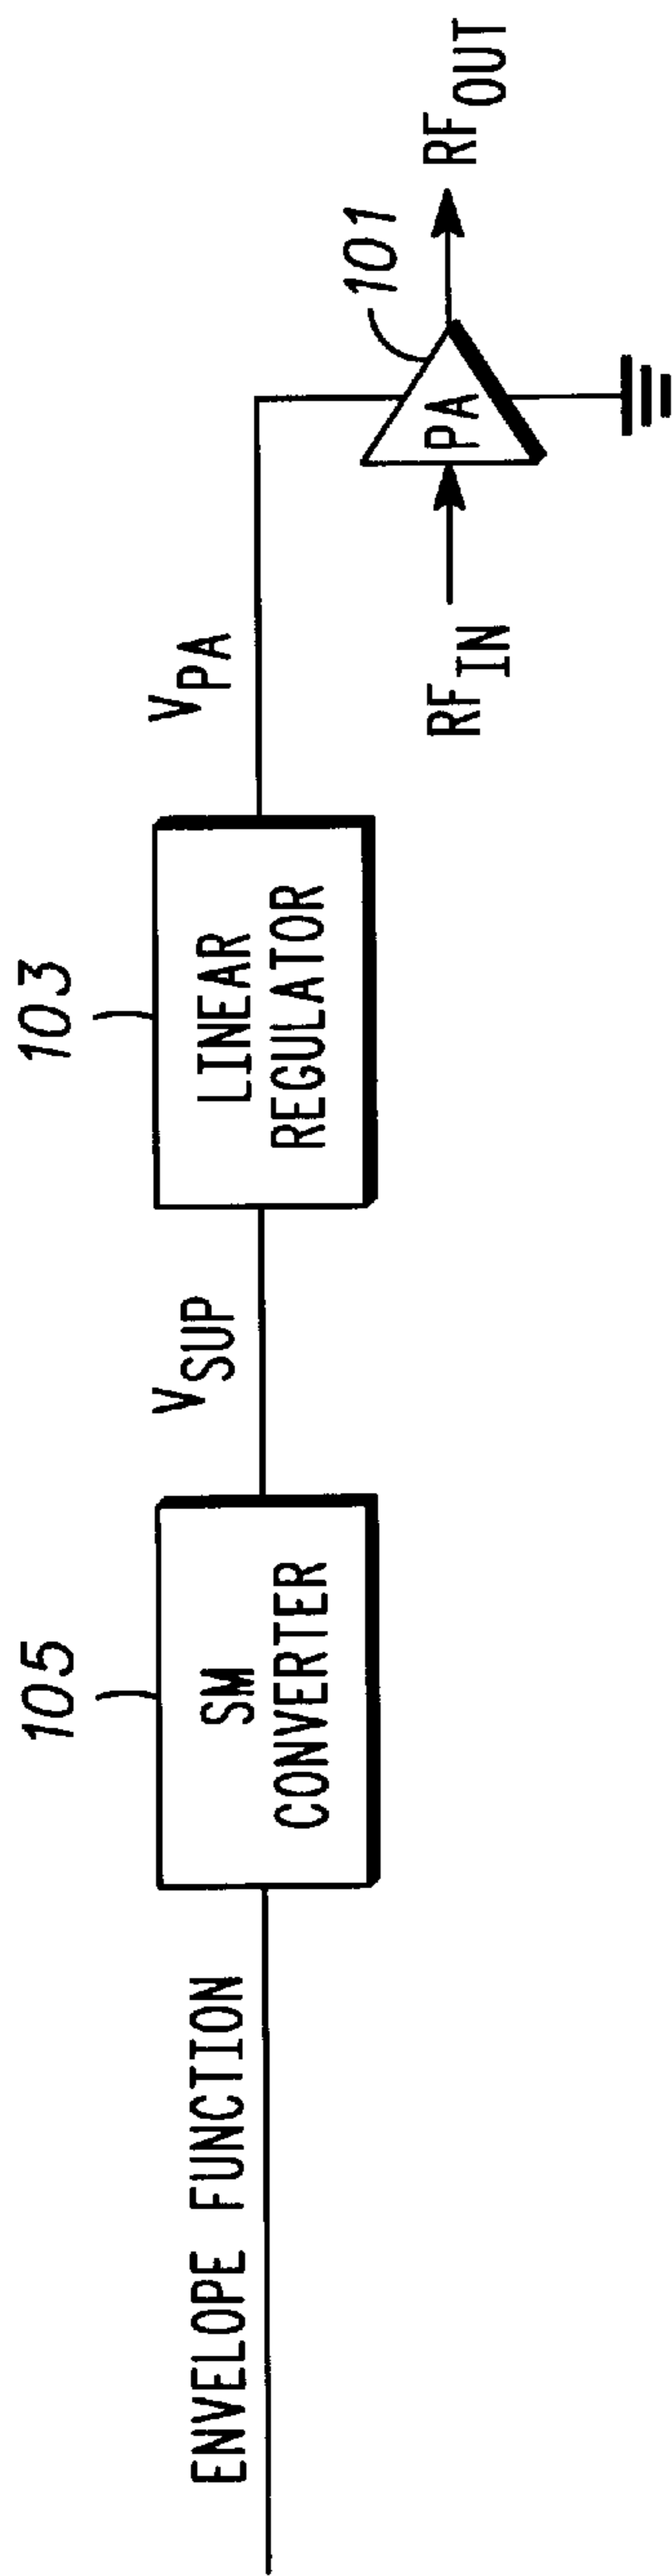 ENVELOPE FUNCTION
105
SM
CONVERTER
V_SUP
103
LINEAR
REGULATOR
V_PA
RF_IN
PA
101
RF_OUT